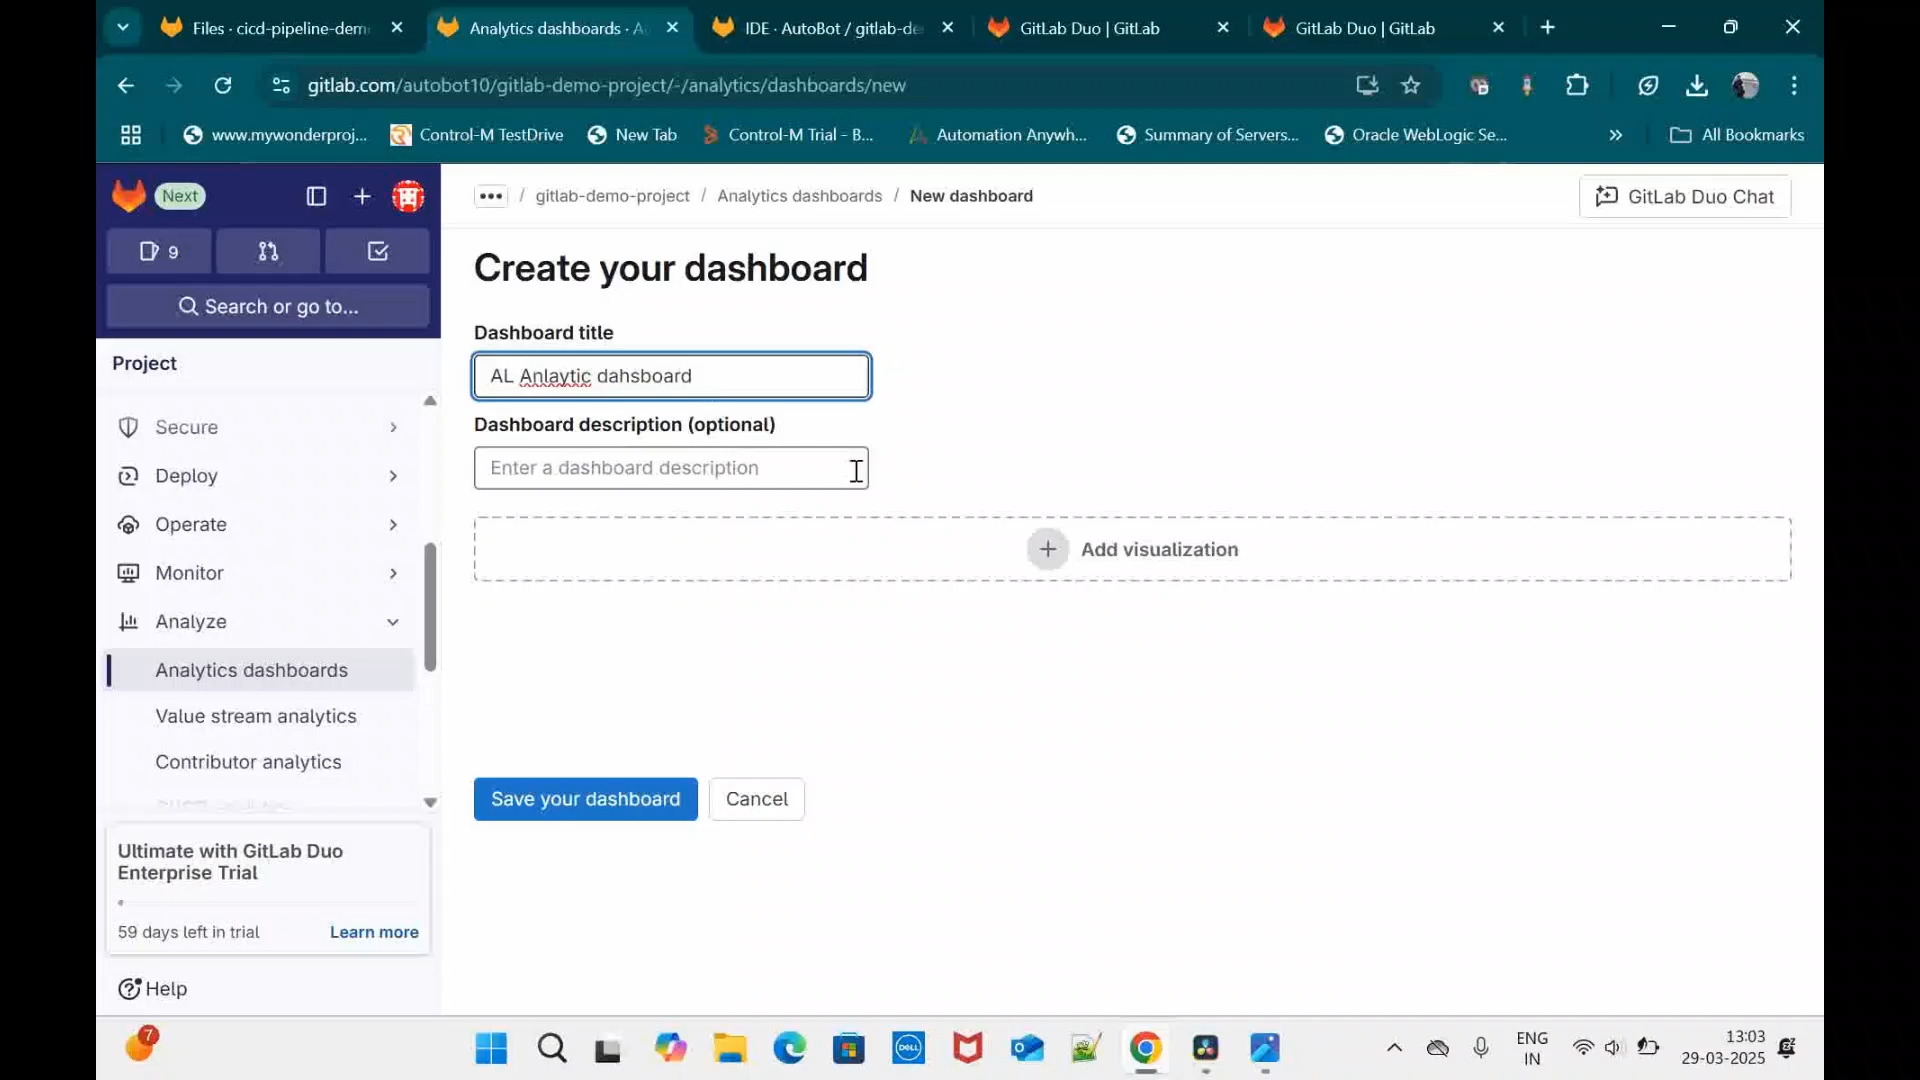 Files · cicd-pipeline-dem
Analytics dashboards · A
IDE · AutoBot / gitlab-de
GitLab Duo | GitLab
GitLab Duo | GitLab
gitlab.com/autobot10/gitlab-demo-project/-/analytics/dashboards/new
www.mywonderproj...
Control-M TestDrive
New Tab
Control-M Trial - B...
Automation Anywh...
Summary of Servers...
Oracle WebLogic Se...
All Bookmarks
Next
9
Search or go to...
gitlab-demo-project / Analytics dashboards / New dashboard
GitLab Duo Chat
Project
Secure
Deploy
Operate
Monitor
Analyze
Analytics dashboards
Value stream analytics
Contributor analytics
Ultimate with GitLab Duo
Enterprise Trial
59 days left in trial
Learn more
Help
Create your dashboard
Dashboard title
AL Anlaytic dahsboard
Dashboard description (optional)
Enter a dashboard description
Add visualization
Save your dashboard
Cancel
7
DELL
ENG
IN
13:03
29-03-2025